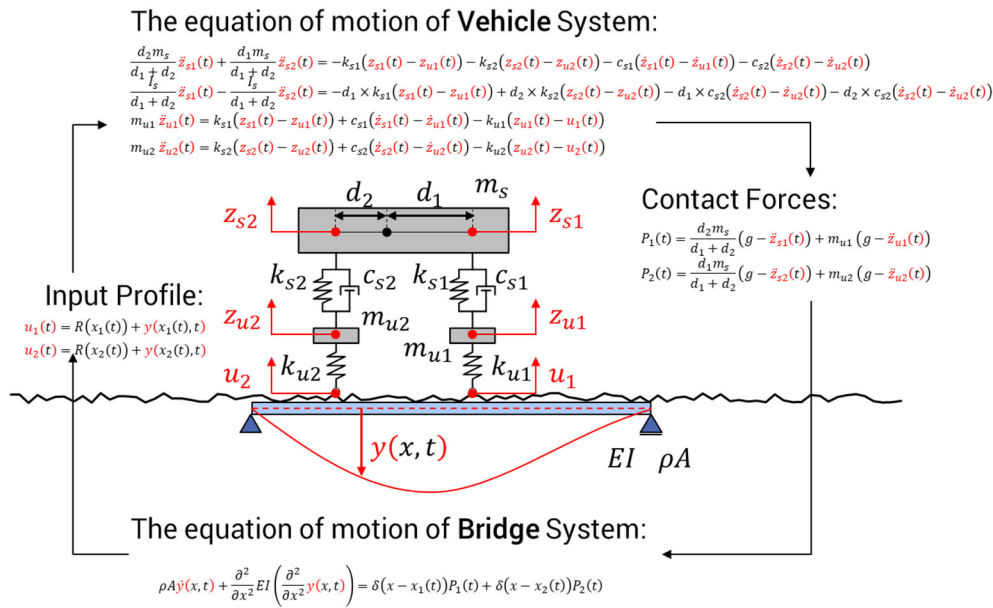 The equation of motion of Vehicle System:
d₂mₛ/(d₁ + d₂) z̈ₛ₁(t) + d₁mₛ/(d₁ + d₂) z̈ₛ₂(t) = −kₛ₁(zₛ₁(t) − zᵤ₁(t)) − kₛ₂(zₛ₂(t) − zᵤ₂(t)) − cₛ₁(żₛ₁(t) − żᵤ₁(t)) − cₛ₂(żₛ₂(t) − żᵤ₂(t))
Iₛ/(d₁ + d₂) z̈ₛ₁(t) − Iₛ/(d₁ + d₂) z̈ₛ₂(t) = −d₁ × kₛ₁(zₛ₁(t) − zᵤ₁(t)) + d₂ × kₛ₂(zₛ₂(t) − zᵤ₂(t)) − d₁ × cₛ₂(żₛ₂(t) − żᵤ₂(t)) − d₂ × cₛ₂(żₛ₂(t) − żᵤ₂(t))
mᵤ₁ z̈ᵤ₁(t) = kₛ₁(zₛ₁(t) − zᵤ₁(t)) + cₛ₁(żₛ₁(t) − żᵤ₁(t)) − kᵤ₁(zᵤ₁(t) − u₁(t))
mᵤ₂ z̈ᵤ₂(t) = kₛ₂(zₛ₂(t) − zᵤ₂(t)) + cₛ₂(żₛ₂(t) − żᵤ₂(t)) − kᵤ₂(zᵤ₂(t) − u₂(t))
d₂ d₁ mₛ
zₛ₂ zₛ₁
kₛ₂ cₛ₂ kₛ₁ cₛ₁
zᵤ₂ mᵤ₂ zᵤ₁
mᵤ₁
u₂ kᵤ₂ kᵤ₁ u₁
Contact Forces:
P₁(t) = d₂mₛ/(d₁ + d₂) (g − z̈ₛ₁(t)) + mᵤ₁ (g − z̈ᵤ₁(t))
P₂(t) = d₁mₛ/(d₁ + d₂) (g − z̈ₛ₂(t)) + mᵤ₂ (g − z̈ᵤ₂(t))
Input Profile:
u₁(t) = R(x₁(t)) + y(x₁(t), t)
u₂(t) = R(x₂(t)) + y(x₂(t), t)
y(x, t)
EI ρA
The equation of motion of Bridge System:
ρAÿ(x, t) + ∂²/∂x² EI (∂²/∂x² y(x, t)) = δ(x − x₁(t))P₁(t) + δ(x − x₂(t))P₂(t)